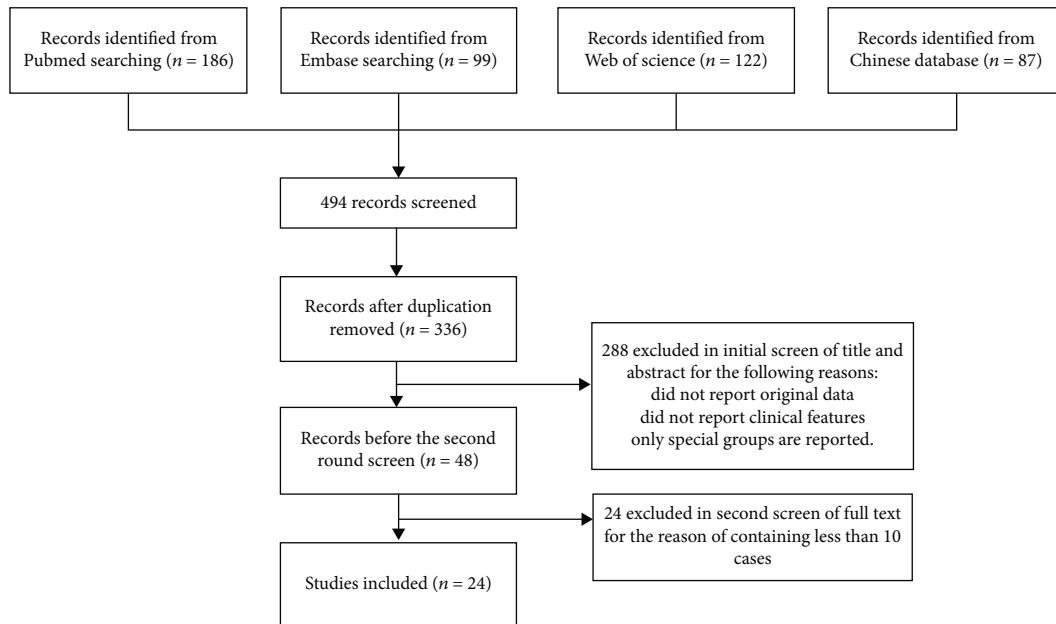 Records identified from
Pubmed searching (n = 186)
Records identified from
Embase searching (n = 99)
Records identified from
Web of science (n = 122)
Records identified from
Chinese database (n = 87)
494 records screened
Records after duplication
removed (n = 336)
288 excluded in initial screen of title and
abstract for the following reasons:
did not report original data
did not report clinical features
only special groups are reported.
Records before the second
round screen (n = 48)
24 excluded in second screen of full text
for the reason of containing less than 10
cases
Studies included (n = 24)